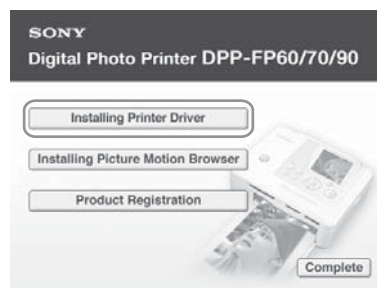 SONY
Digital Photo Printer DPP-FP60/70/90
Installing Printer Driver
Installing Picture Motion Browser
Product Registration
Complete